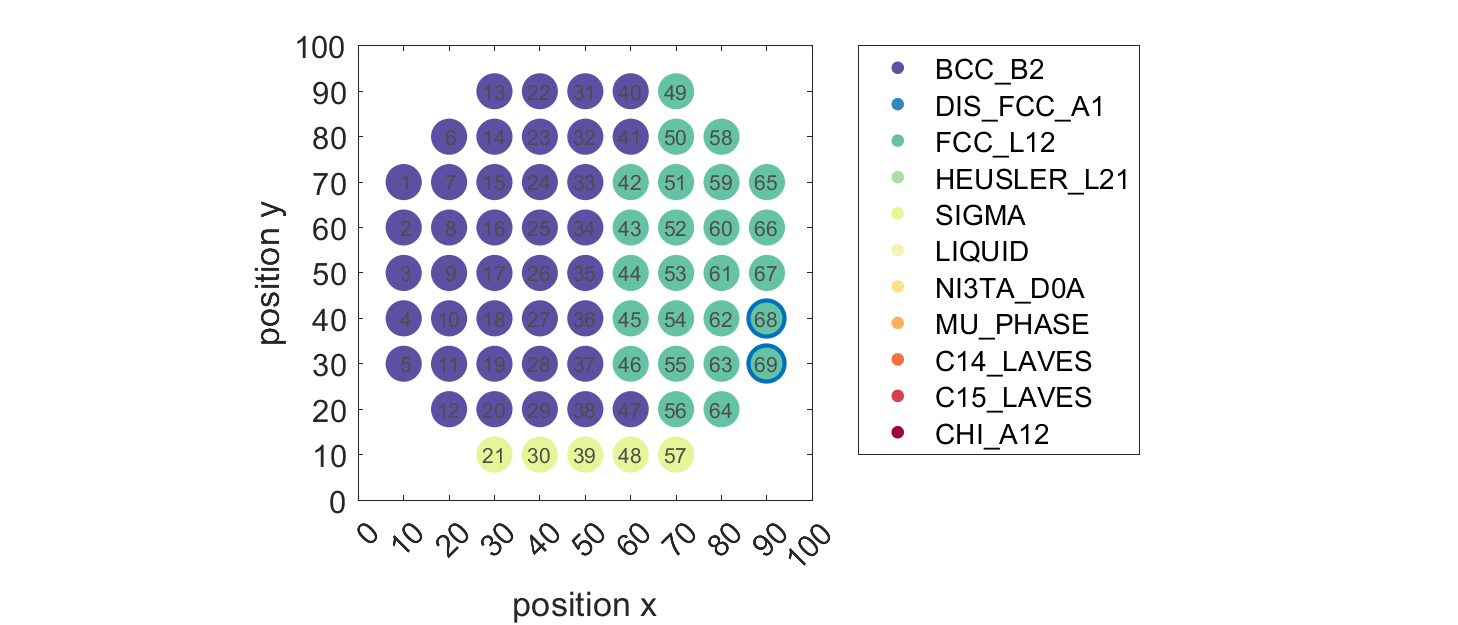 100
90
80
70
60
50
40
30
20
10
0
position y
13 22 31 40 49
6 14 23 32 41 50 58
1 7 15 24 33 42 51 59 65
2 8 16 25 34 43 52 60 66
3 9 17 26 35 44 53 61 67
4 10 18 27 36 45 54 62 68
5 11 19 28 37 46 55 63 69
12 20 29 38 47 56 64
21 30 39 48 57
0 10 20 30 40 50 60 70 80 90 100
position x
BCC_B2
DIS_FCC_A1
FCC_L12
HEUSLER_L21
SIGMA
LIQUID
NI3TA_D0A
MU_PHASE
C14_LAVES
C15_LAVES
CHI_A12